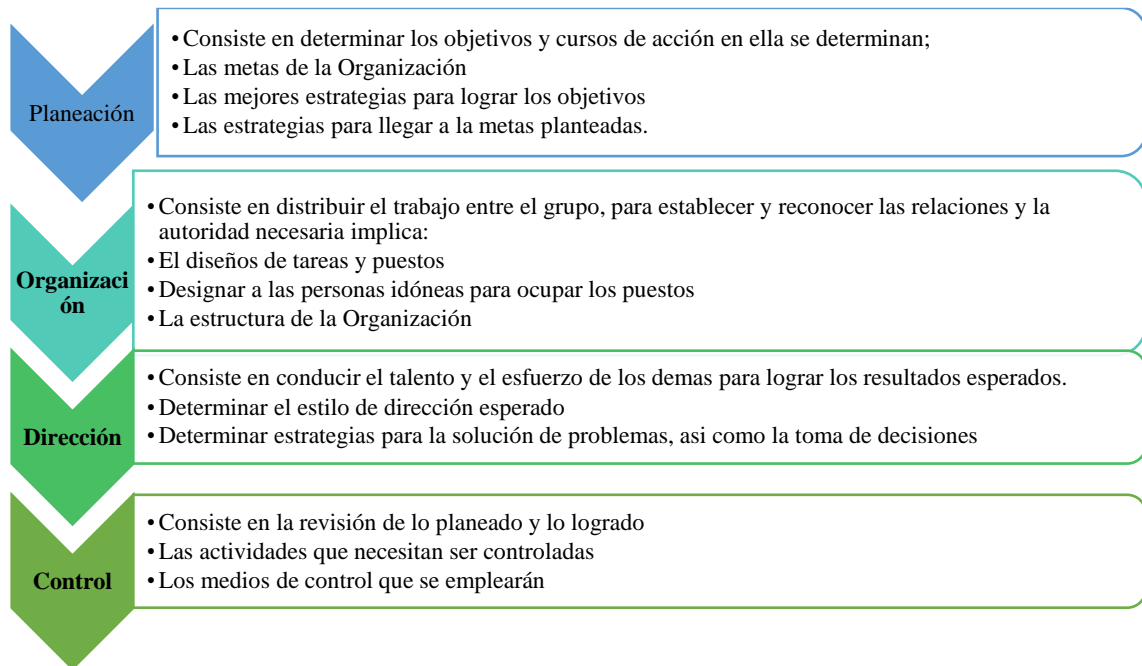 Planeación
• Consiste en determinar los objetivos y cursos de acción en ella se determinan;
• Las metas de la Organización
• Las mejores estrategias para lograr los objetivos
• Las estrategias para llegar a la metas planteadas.
Organizaci
ón
• Consiste en distribuir el trabajo entre el grupo, para establecer y reconocer las relaciones y la
autoridad necesaria implica:
• El diseños de tareas y puestos
• Designar a las personas idóneas para ocupar los puestos
• La estructura de la Organización
Dirección
• Consiste en conducir el talento y el esfuerzo de los demas para lograr los resultados esperados.
• Determinar el estilo de dirección esperado
• Determinar estrategias para la solución de problemas, asi como la toma de decisiones
Control
• Consiste en la revisión de lo planeado y lo logrado
• Las actividades que necesitan ser controladas
• Los medios de control que se emplearán